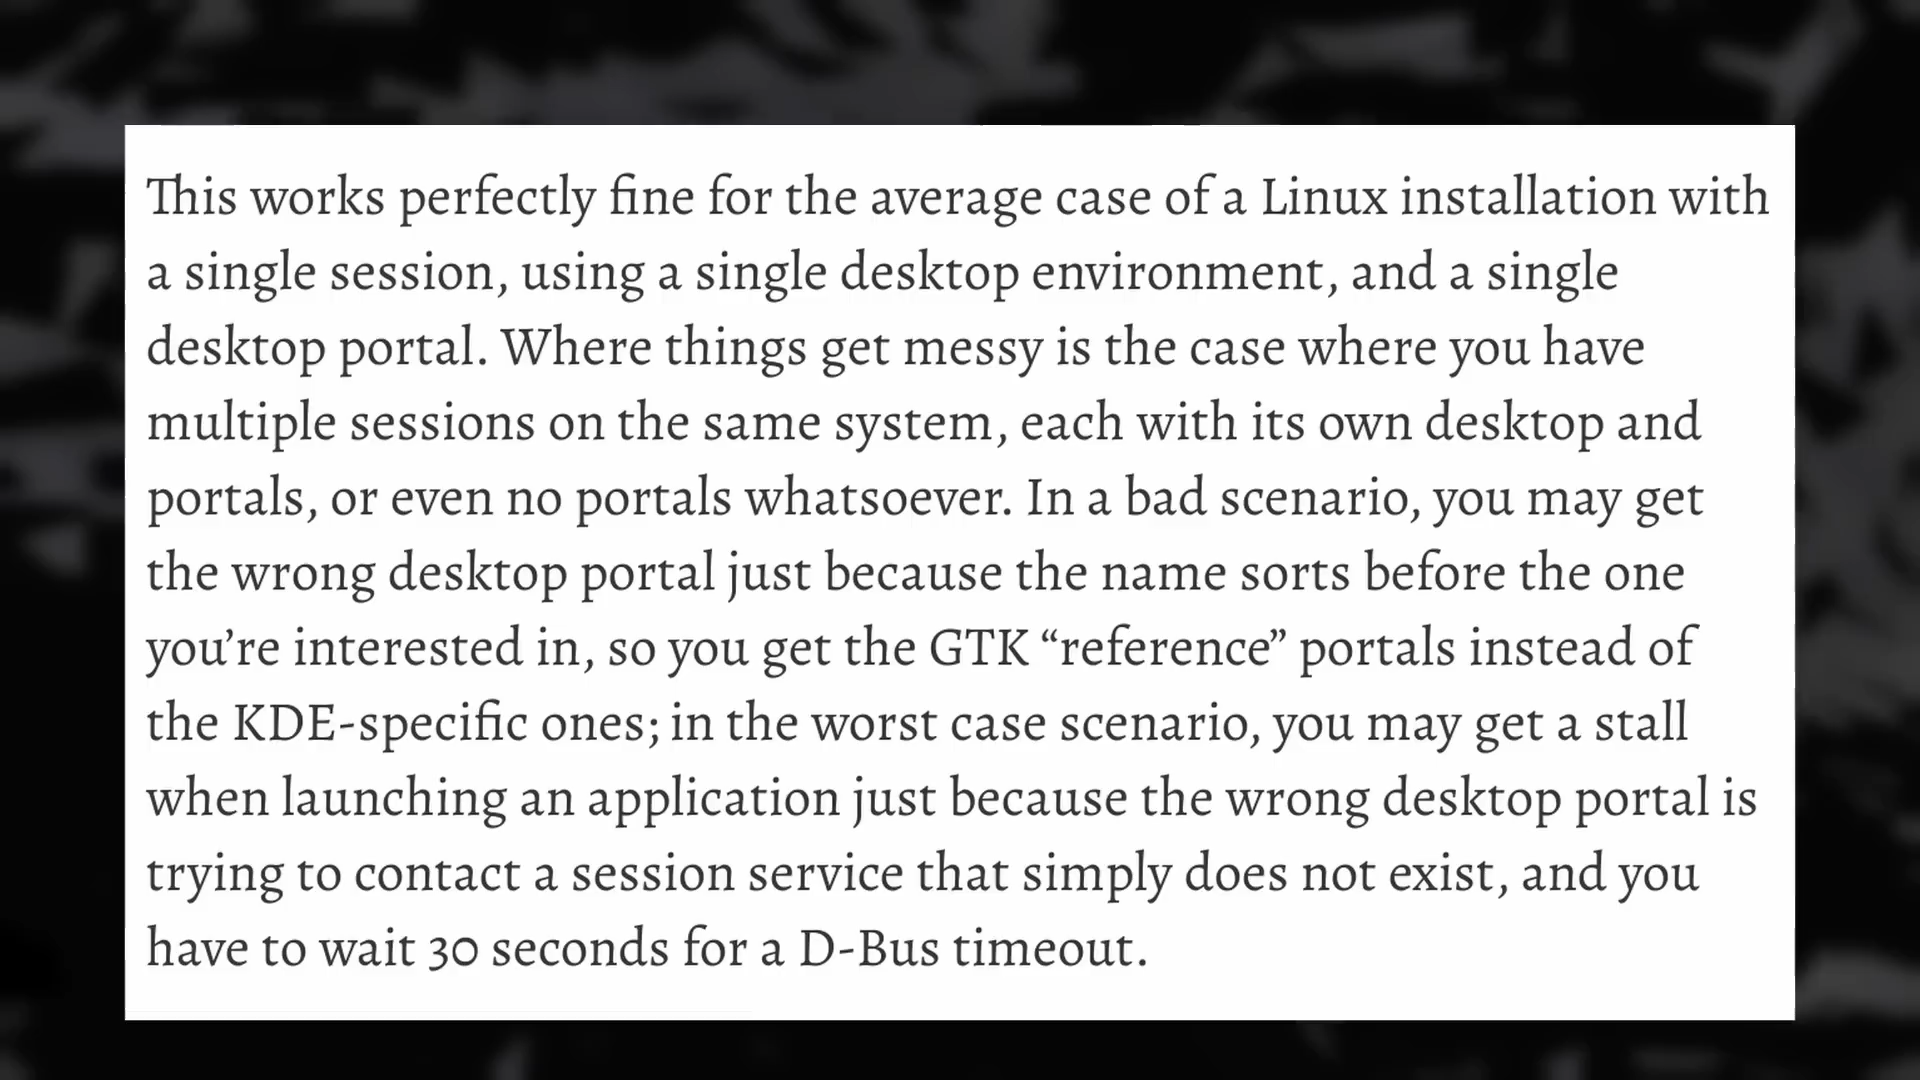 This works perfectly fine for the average case of a Linux installation with
a single session, using a single desktop environment, and a single
desktop portal. Where things get messy is the case where you have
multiple sessions on the same system, each with its own desktop and
portals, or even no portals whatsoever. In a bad scenario, you may get
the wrong desktop portal just because the name sorts before the one
you’re interested in, so you get the GTK “reference” portals instead of
the KDE-specific ones; in the worst case scenario, you may get a stall
when launching an application just because the wrong desktop portal is
trying to contact a session service that simply does not exist, and you
have to wait 30 seconds for a D-Bus timeout.